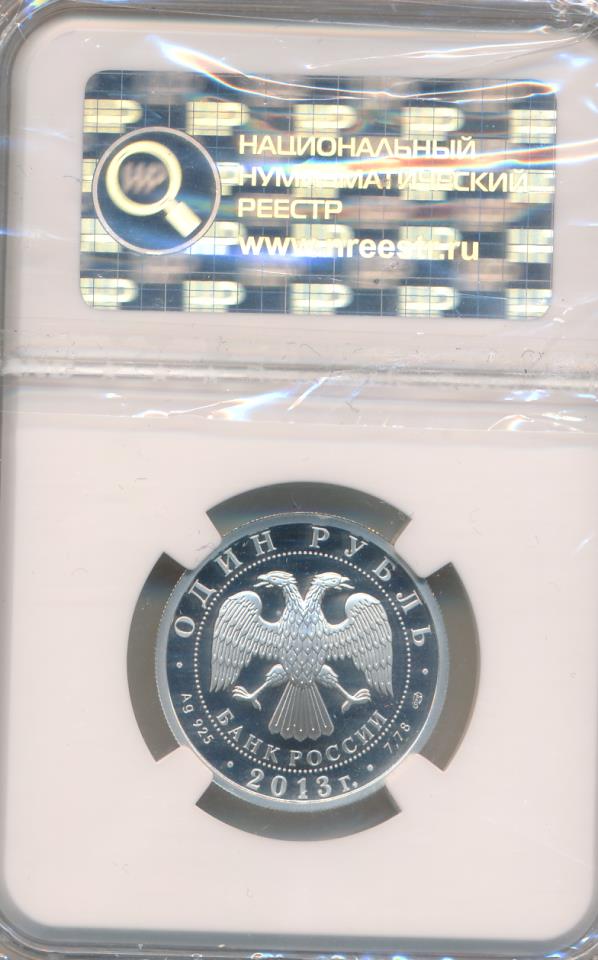 НАЦИОНАЛЬНЫЙ
НУМИЗМАТИЧЕСКИЙ
РЕЕСТР
www.nreestr.ru
ОДИН РУБЛЬ
БАНК РОССИИ
Ag 925
7,78
2013 г.